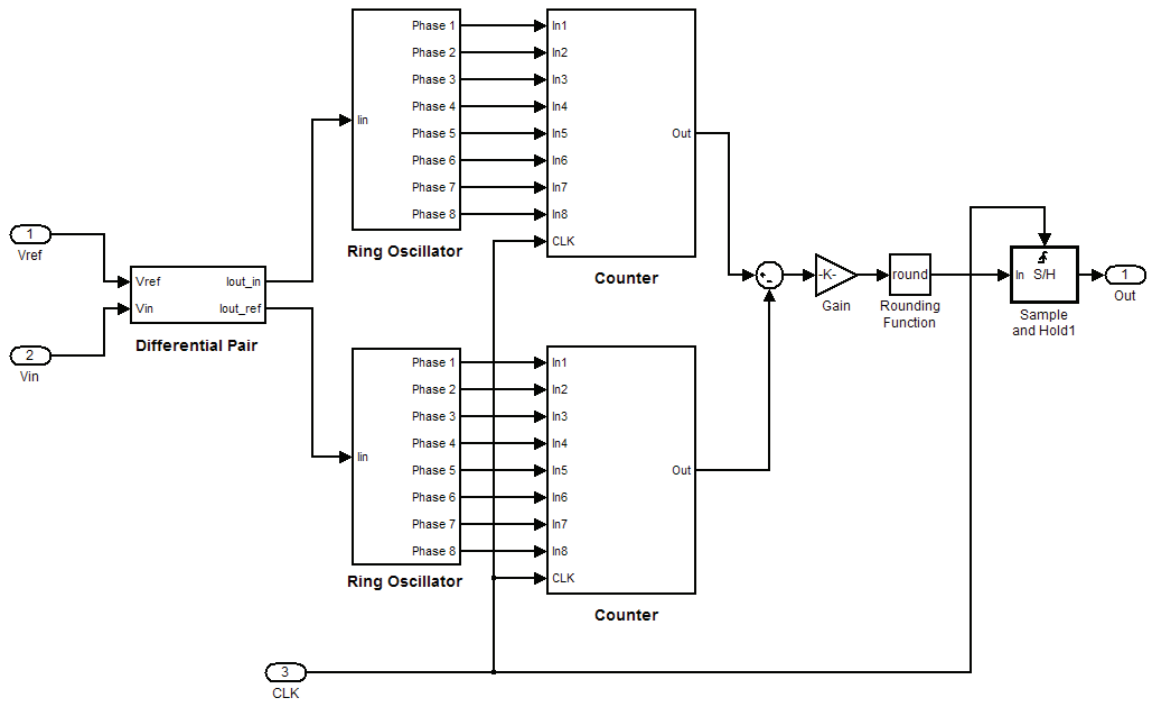 1
Vref
2
Vin
Vref
Vin
Iout_in
Iout_ref
Differential Pair
Iin
Phase 1
Phase 2
Phase 3
Phase 4
Phase 5
Phase 6
Phase 7
Phase 8
Ring Oscillator
In1
In2
In3
In4
In5
In6
In7
In8
CLK
Out
Counter
Iin
Phase 1
Phase 2
Phase 3
Phase 4
Phase 5
Phase 6
Phase 7
Phase 8
Ring Oscillator
In1
In2
In3
In4
In5
In6
In7
In8
CLK
Out
Counter
3
CLK
+
-
-K-
Gain
round
Rounding
Function
In
S/H
Sample
and Hold1
1
Out